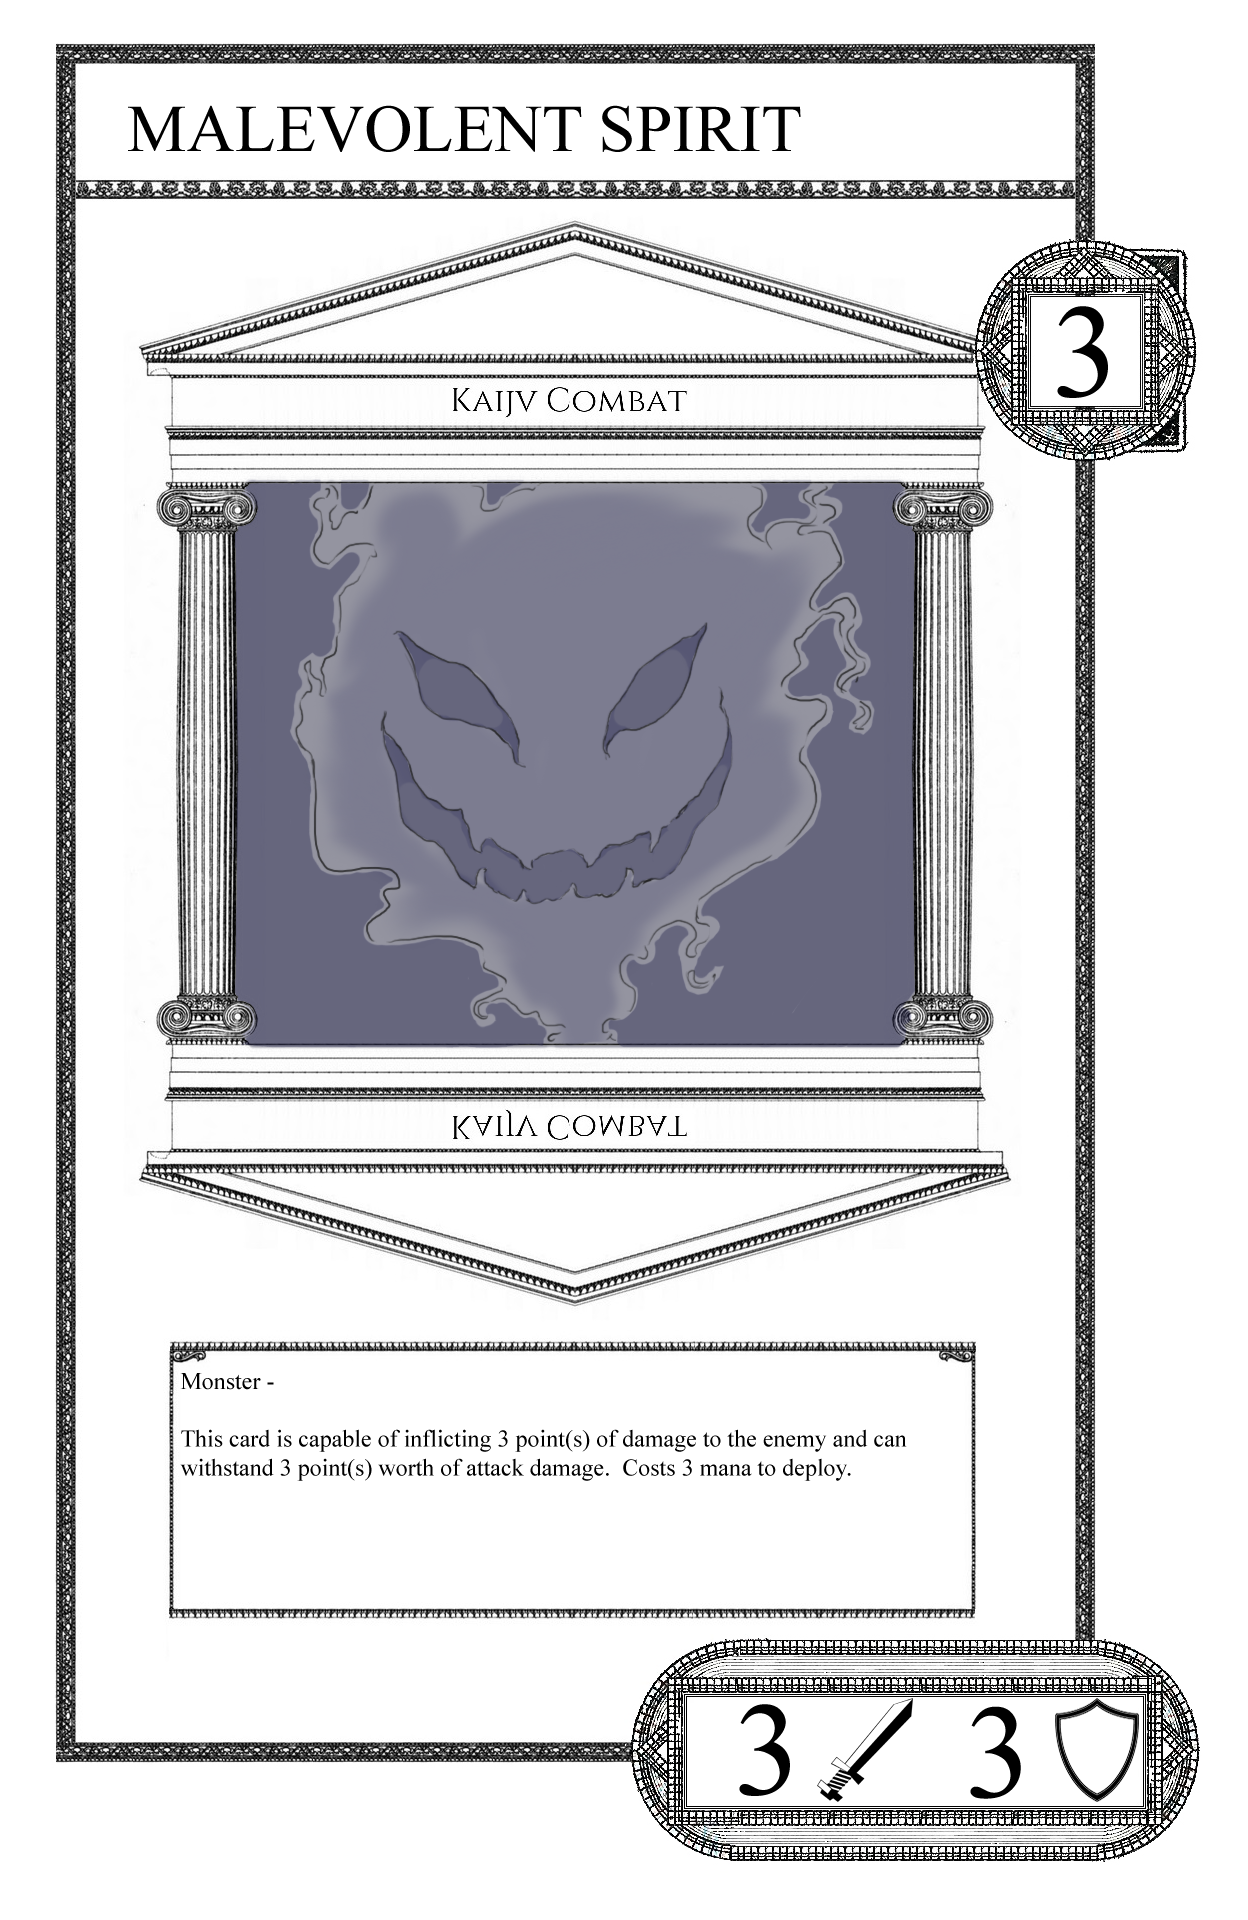 MALEVOLENT SPIRIT
3
KAIJV COMBAT
KAIJV COMBAT
Monster -
This card is capable of inflicting 3 point(s) of damage to the enemy and can
withstand 3 point(s) worth of attack damage.  Costs 3 mana to deploy.
3 3